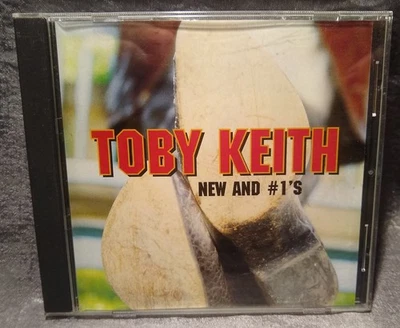 TOBY KEITH
NEW AND #1'S